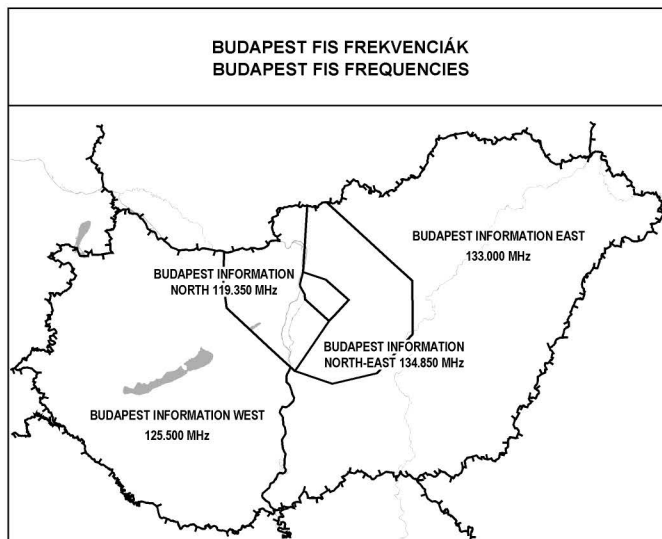 BUDAPEST FIS FREKVENCIÁK
BUDAPEST FIS FREQUENCIES
BUDAPEST INFORMATION EAST
133.000 MHz
BUDAPEST INFORMATION
NORTH 119.350 MHz
BUDAPEST INFORMATION
NORTH-EAST 134.850 MHz
BUDAPEST INFORMATION WEST
125.500 MHz